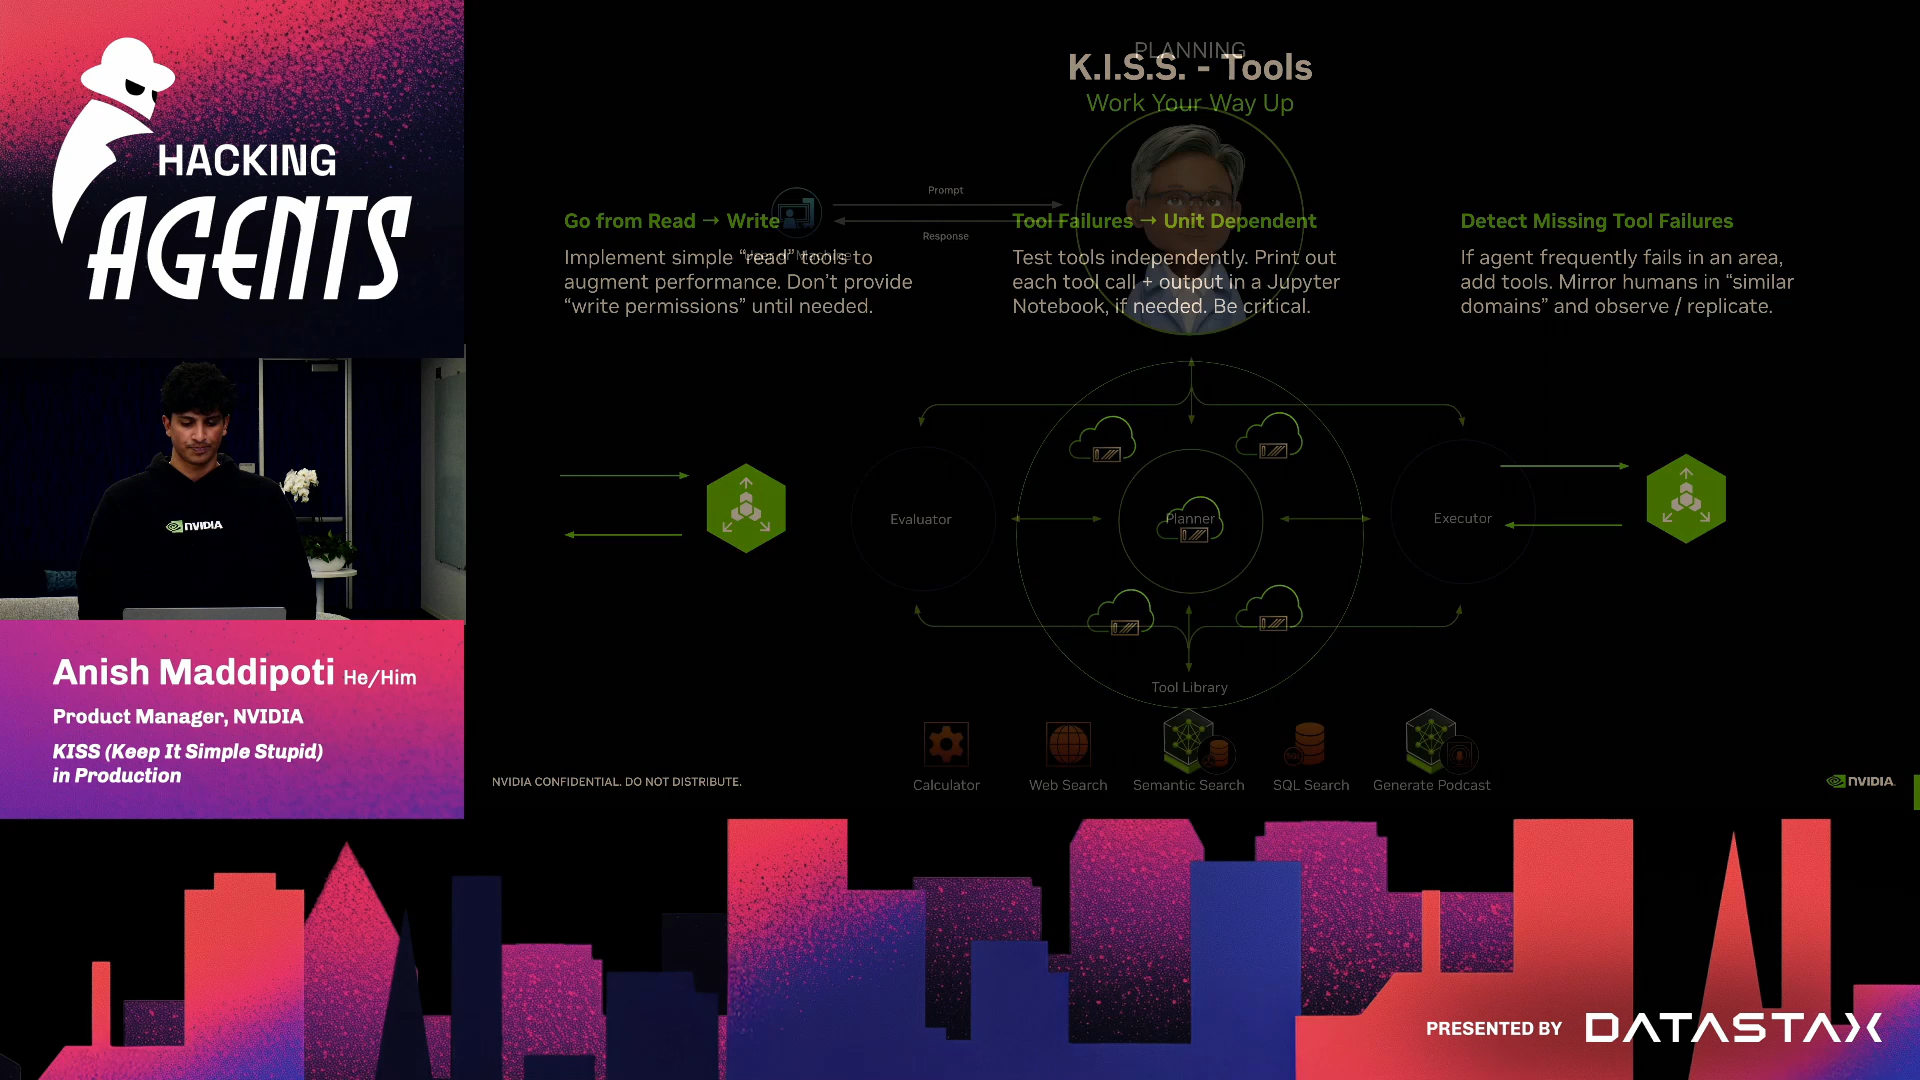 HACKING
AGENTS
NVIDIA
Anish Maddipoti He/Him
Product Manager, NVIDIA
KISS (Keep It Simple Stupid)
in Production
PLANNING
K.I.S.S. - Tools
Work Your Way Up
Prompt
Response
Go from Read → Write
Implement simple “read” tools to
augment performance. Don’t provide
“write permissions” until needed.
Tool Failures → Unit Dependent
Test tools independently. Print out
each tool call + output in a Jupyter
Notebook, if needed. Be critical.
Detect Missing Tool Failures
If agent frequently fails in an area,
add tools. Mirror humans in “similar
domains” and observe / replicate.
Evaluator
Planner
Executor
Tool Library
Calculator
Web Search
Semantic Search
SQL Search
Generate Podcast
NVIDIA CONFIDENTIAL. DO NOT DISTRIBUTE.
NVIDIA.
PRESENTED BY DATASTAX